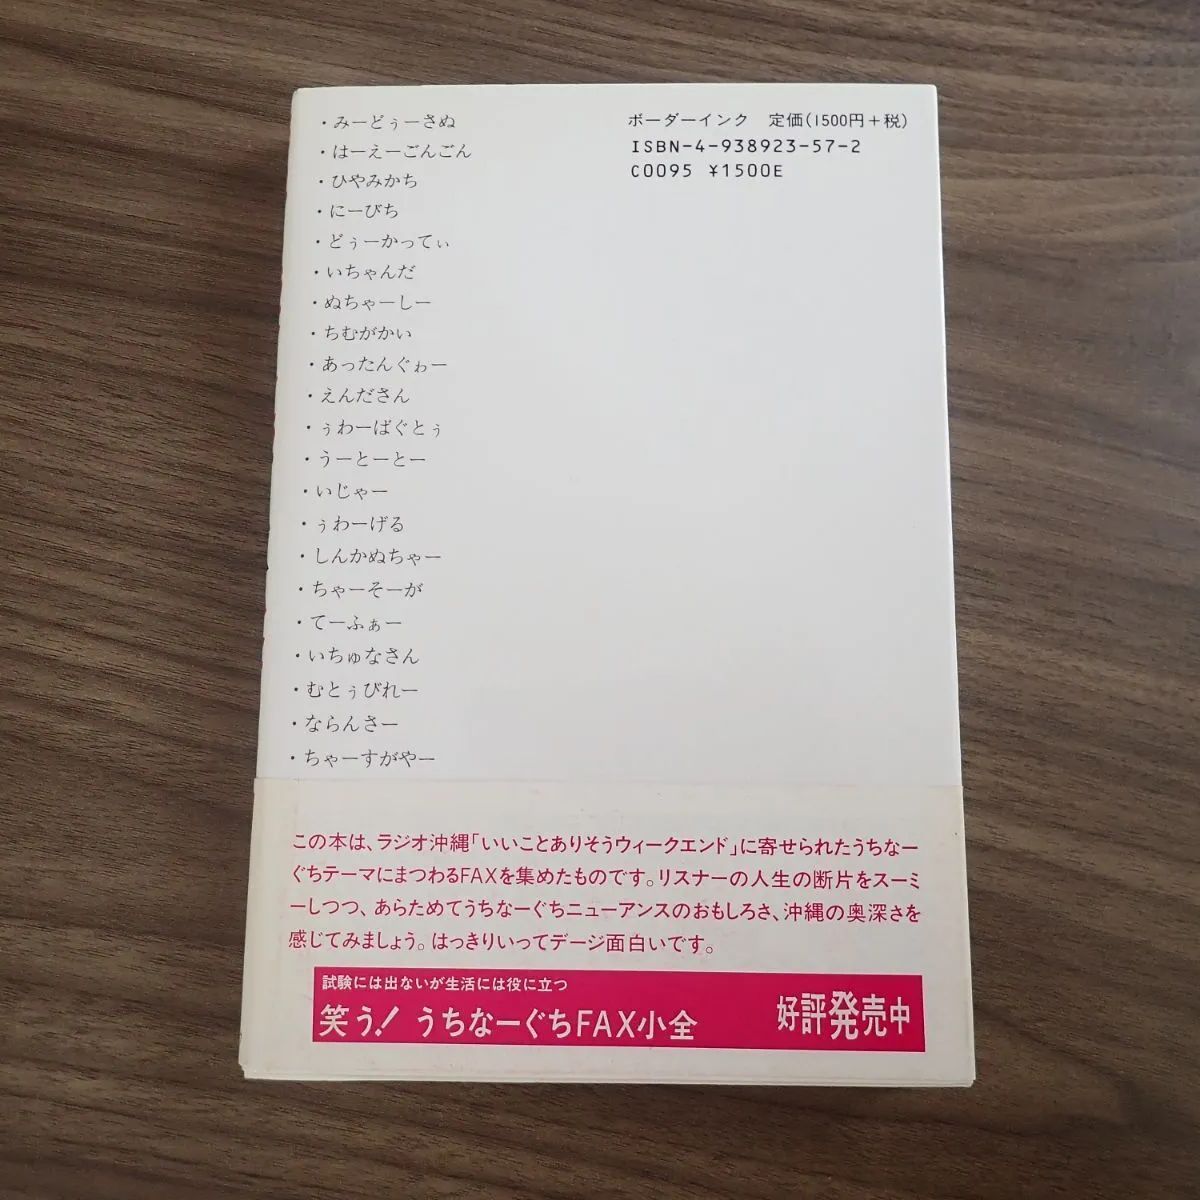 ・みーどぅーさぬ
・はーえーごんごん
・ひやみかち
・にーびち
・どぅーかってぃ
・いちゃんだ
・ぬちゃーしー
・ちむがかい
・あったんぐゎー
・えんださん
・ぅわーばぐとぅ
・うーとーとー
・いじゃー
・ぅわーげる
・しんかぬちゃー
・ちゃーそーが
・てーふぁー
・いちゅなさん
・むとぅびれー
・ならんさー
・ちゃーすがやー
ボーダーインク 定価(1500円+税)
ISBN-4-938923-57-2
C0095 ¥1500E
この本は、ラジオ沖縄「いいことありそうウィークエンド」に寄せられたうちなー
ぐちテーマにまつわるFAXを集めたものです。リスナーの人生の断片をスーミ
ーしつつ、あらためてうちなーぐちニューアンスのおもしろさ、沖縄の奥深さを
感じてみましょう。はっきりいってデージ面白いです。
試験には出ないが生活には役に立つ
笑う! うちなーぐちFAX小全 好評発売中